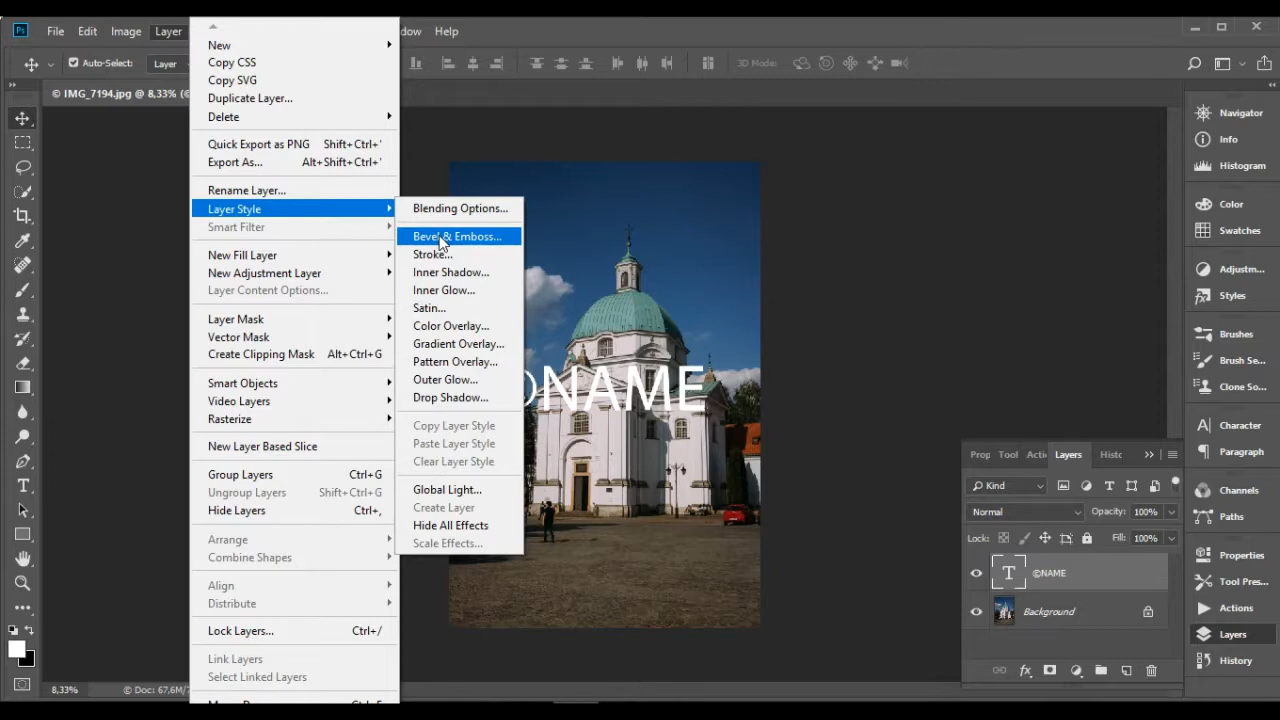 Ps File Edit Image Layer dow Help
Auto-Select: Layer 3D Mode:
© IMG_7194.jpg @ 8,33% (©
New
Copy CSS
Copy SVG
Duplicate Layer...
Delete
Quick Export as PNG Shift+Ctrl+'
Export As... Alt+Shift+Ctrl+'
Rename Layer...
Layer Style
Smart Filter
New Fill Layer
New Adjustment Layer
Layer Content Options...
Layer Mask
Vector Mask
Create Clipping Mask Alt+Ctrl+G
Smart Objects
Video Layers
Rasterize
New Layer Based Slice
Group Layers Ctrl+G
Ungroup Layers Shift+Ctrl+G
Hide Layers Ctrl+,
Arrange
Combine Shapes
Align
Distribute
Lock Layers... Ctrl+/
Link Layers
Select Linked Layers
Blending Options...
Bevel & Emboss...
Stroke...
Inner Shadow...
Inner Glow...
Satin...
Color Overlay...
Gradient Overlay...
Pattern Overlay...
Outer Glow...
Drop Shadow...
Copy Layer Style
Paste Layer Style
Clear Layer Style
Global Light...
Create Layer
Hide All Effects
Scale Effects...
©NAME
Navigator
Info
Histogram
Color
Swatches
Adjustm...
Styles
Brushes
Brush Se...
Clone So...
Character
Paragraph
Channels
Paths
Properties
Tool Pres...
Actions
Layers
History
Prop Tool Actio Layers Histo
Kind
Normal Opacity: 100%
Lock: Fill: 100%
T ©NAME
Background
fx
8,33% © Doc: 67,6M/7